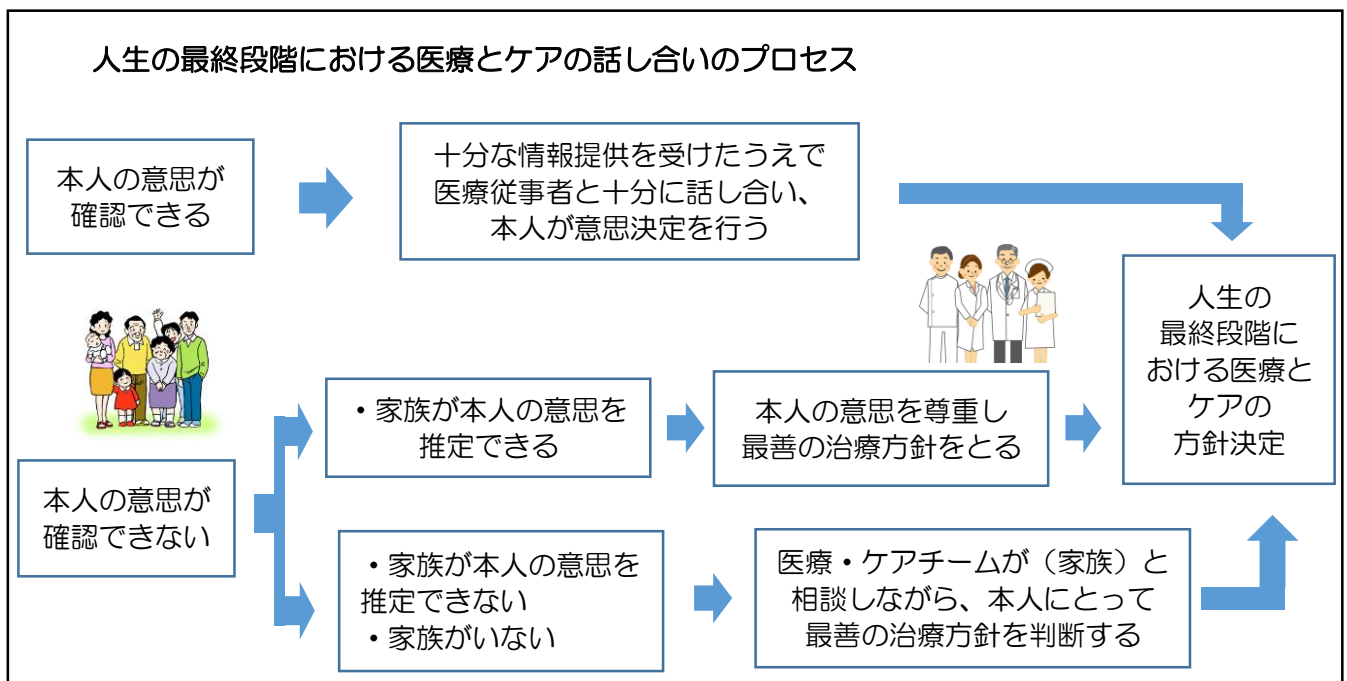 人生の最終段階における医療とケアの話し合いのプロセス
本人の意思が
確認できる
十分な情報提供を受けたうえで
医療従事者と十分に話し合い、
本人が意思決定を行う
本人の意思が
確認できない
・家族が本人の意思を
推定できる
本人の意思を尊重し
最善の治療方針をとる
・家族が本人の意思を
推定できない
・家族がいない
医療・ケアチームが（家族）と
相談しながら、本人にとって
最善の治療方針を判断する
人生の
最終段階に
おける医療と
ケアの
方針決定